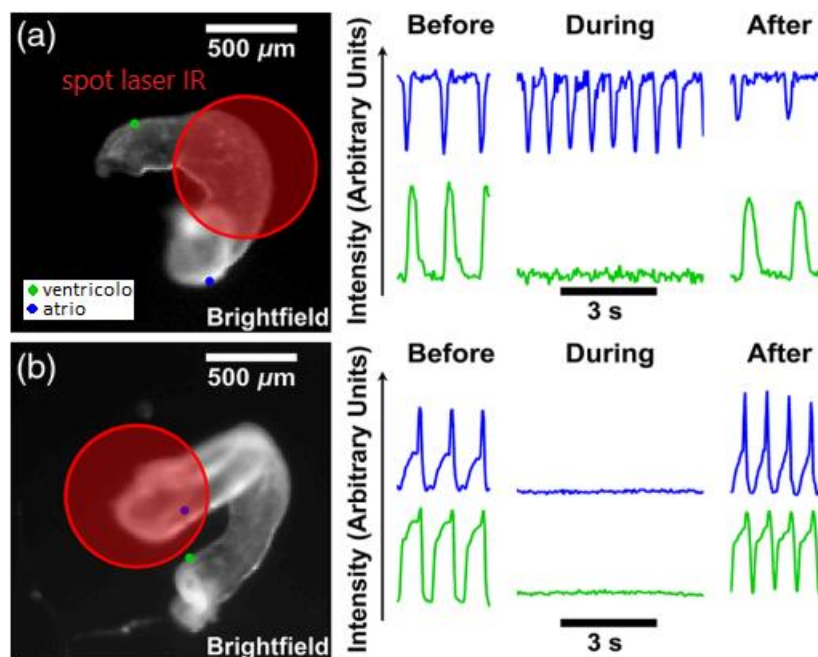 (a)
500 µm
spot laser IR
ventricolo
atrio
Brightfield
Intensity (Arbitrary Units)
Before During After
3 s
(b)
500 µm
Brightfield
Intensity (Arbitrary Units)
Before During After
3 s